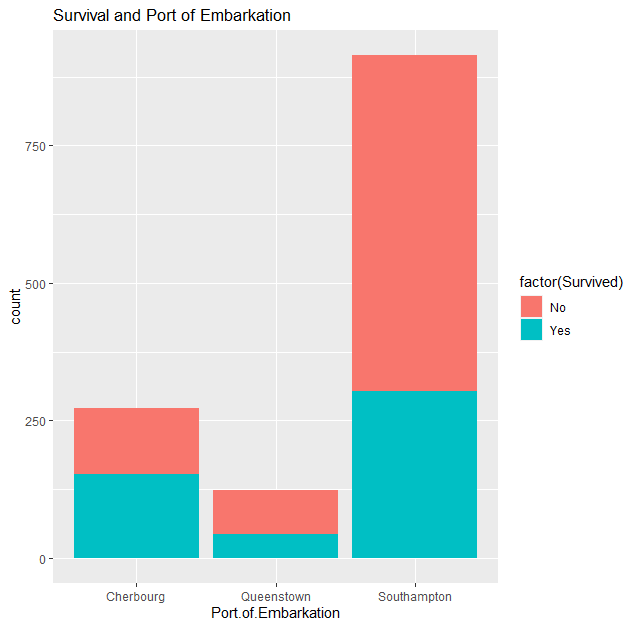 Survival and Port of Embarkation
count
750
500
250
0
Cherbourg
Queenstown
Southampton
Port.of.Embarkation
factor(Survived)
No
Yes